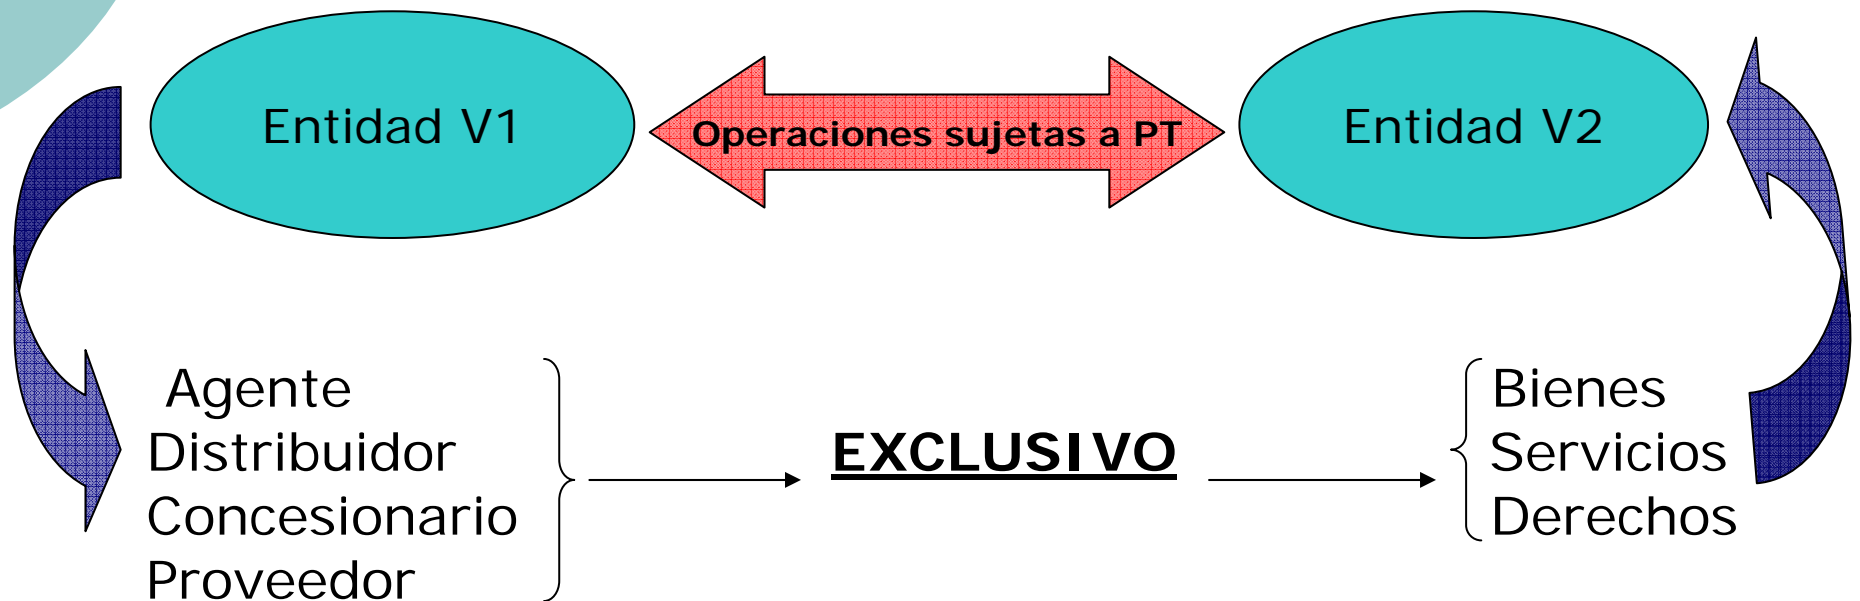 Entidad V1
Operaciones sujetas a PT
Entidad V2
Agente
Distribuidor
Concesionario
Proveedor
EXCLUSIVO
Bienes
Servicios
Derechos